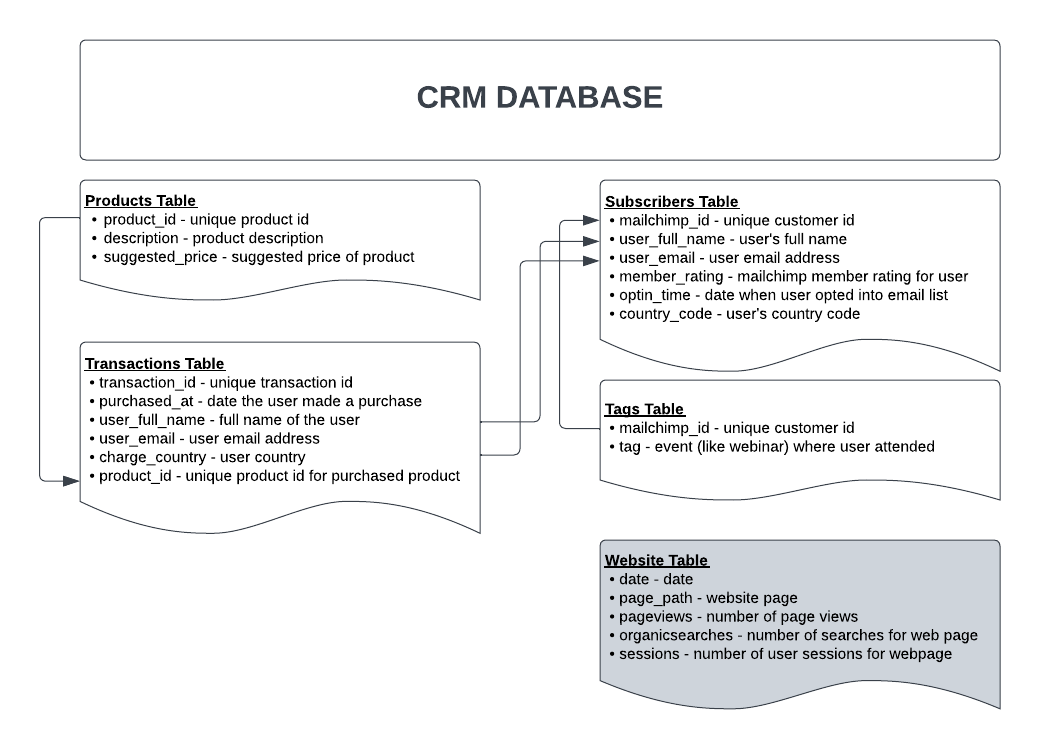 CRM DATABASE
Products Table
• product_id - unique product id
• description - product description
• suggested_price - suggested price of product
Transactions Table
• transaction_id - unique transaction id
• purchased_at - date the user made a purchase
• user_full_name - full name of the user
• user_email - user email address
• charge_country - user country
• product_id - unique product id for purchased product
Subscribers Table
• mailchimp_id - unique customer id
• user_full_name - user's full name
• user_email - user email address
• member_rating - mailchimp member rating for user
• optin_time - date when user opted into email list
• country_code - user's country code
Tags Table
• mailchimp_id - unique customer id
• tag - event (like webinar) where user attended
Website Table
• date - date
• page_path - website page
• pageviews - number of page views
• organicsearches - number of searches for web page
• sessions - number of user sessions for webpage